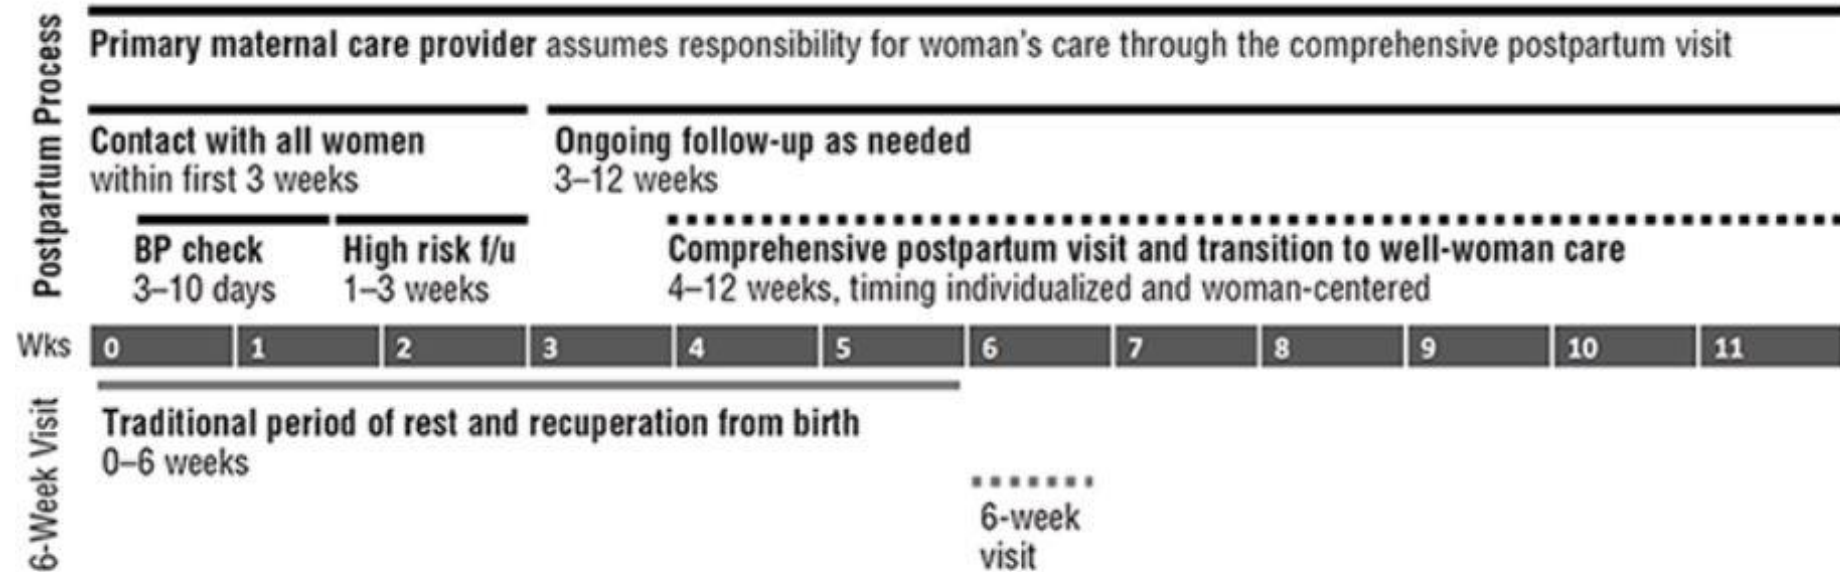 Postpartum Process
Primary maternal care provider assumes responsibility for woman's care through the comprehensive postpartum visit
Contact with all women
within first 3 weeks
Ongoing follow-up as needed
3–12 weeks
BP check
3–10 days
High risk f/u
1–3 weeks
Comprehensive postpartum visit and transition to well-woman care
4–12 weeks, timing individualized and woman-centered
Wks 0 1 2 3 4 5 6 7 8 9 10 11
6-Week Visit
Traditional period of rest and recuperation from birth
0–6 weeks
6-week
visit